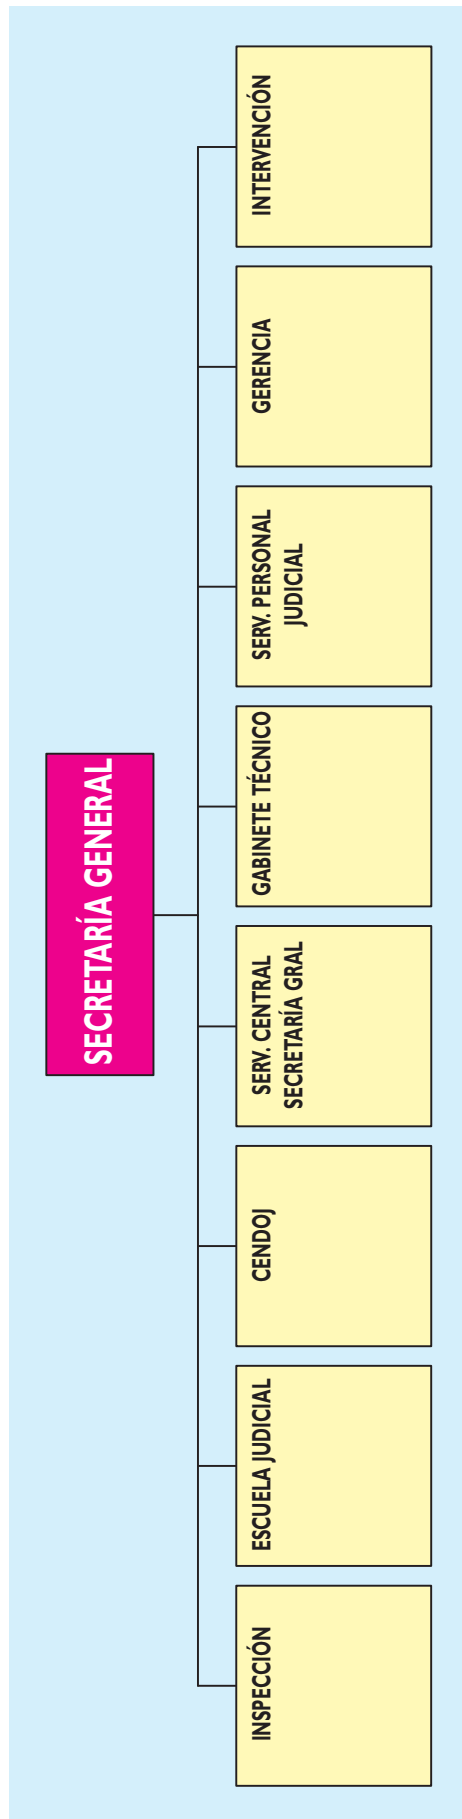 SECRETARÍA GENERAL
INSPECCIÓN
ESCUELA JUDICIAL
CENDOJ
SERV. CENTRAL
SECRETARÍA GRAL
GABINETE TÉCNICO
SERV. PERSONAL
JUDICIAL
GERENCIA
INTERVENCIÓN